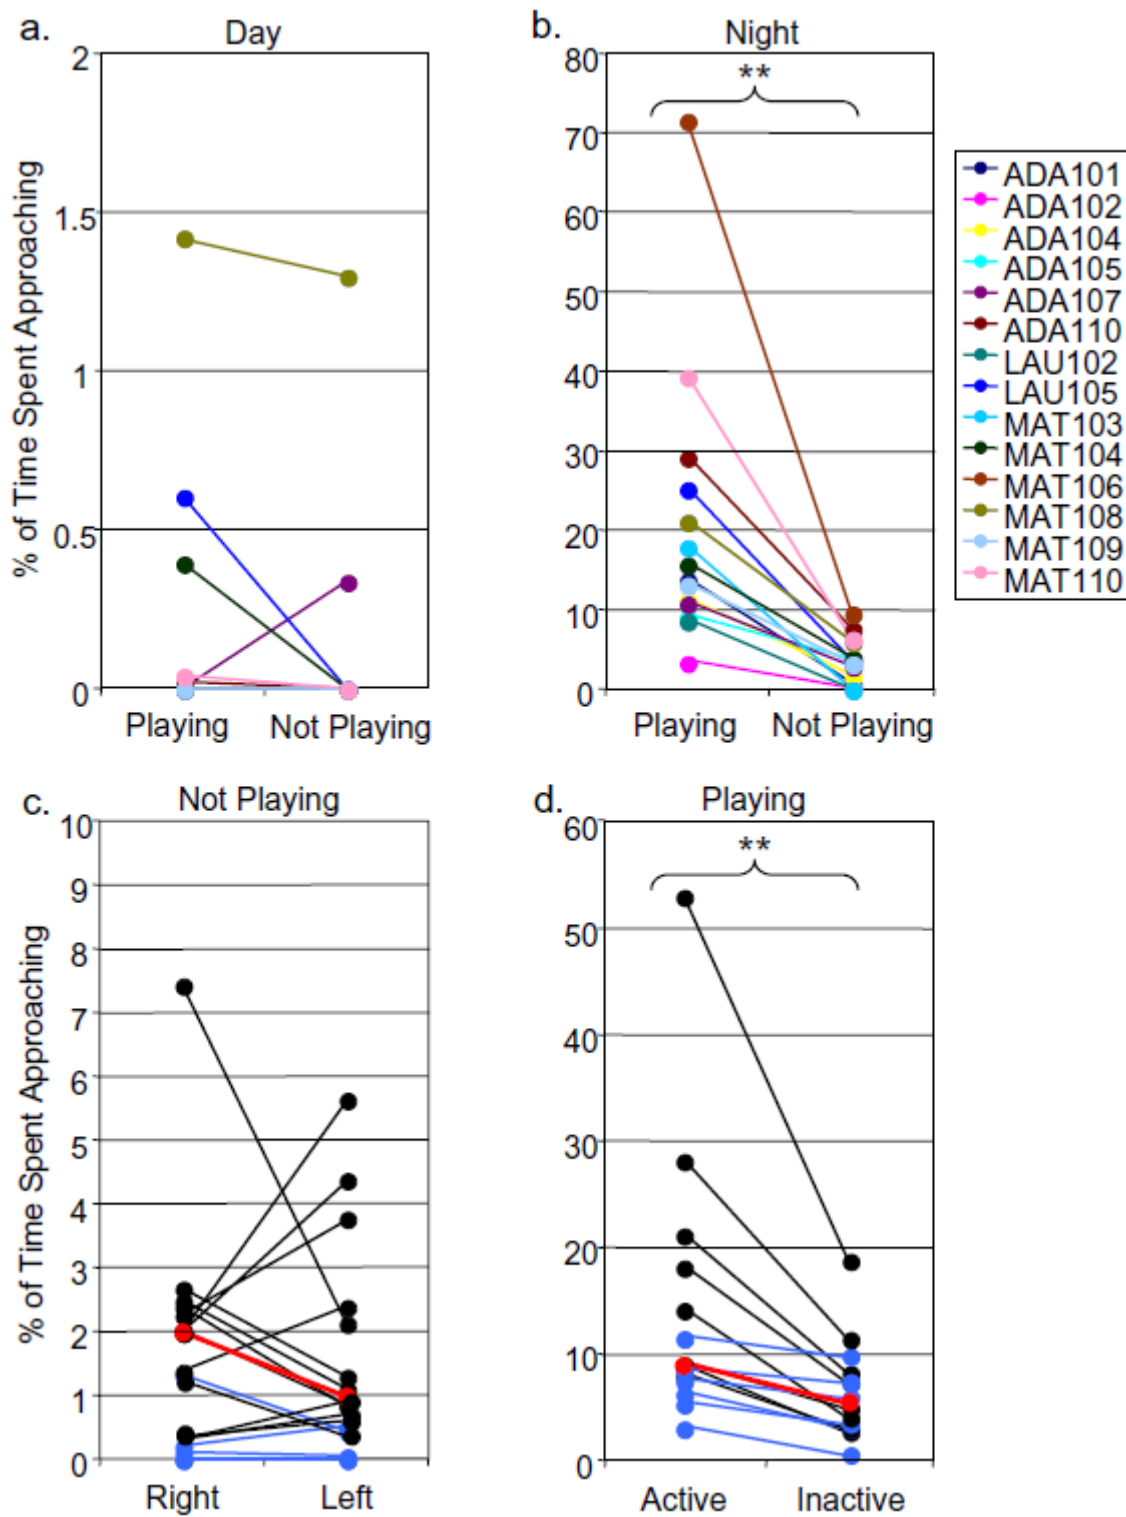 a. Day
2
1.5
1
0.5
0
% of Time Spent Approaching
Playing Not Playing
b. Night
**
80
70
60
50
40
30
20
10
0
Playing Not Playing
ADA101
ADA102
ADA104
ADA105
ADA107
ADA110
LAU102
LAU105
MAT103
MAT104
MAT106
MAT108
MAT109
MAT110
c. Not Playing
10
9
8
7
6
5
4
3
2
1
0
% of Time Spent Approaching
Right Left
d. Playing
**
60
50
40
30
20
10
0
Active Inactive